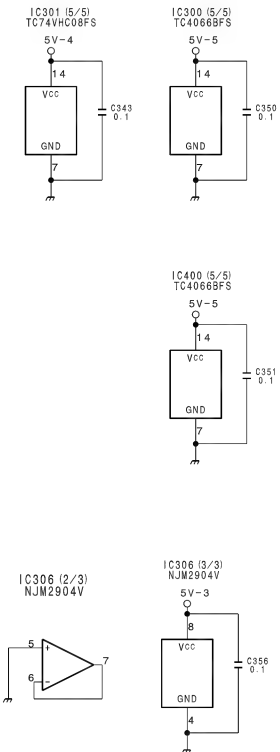 IC301 (5/5)
TC74VHC08FS
5V-4
14
VCC
C343
0.1
GND
7
IC300 (5/5)
TC4066BFS
5V-5
14
VCC
C350
0.1
GND
7
IC400 (5/5)
TC4066BFS
5V-5
14
VCC
C351
0.1
GND
7
IC306 (2/3)
NJM2904V
5
+
7
6
-
IC306 (3/3)
NJM2904V
5V-3
8
VCC
C356
0.1
GND
4